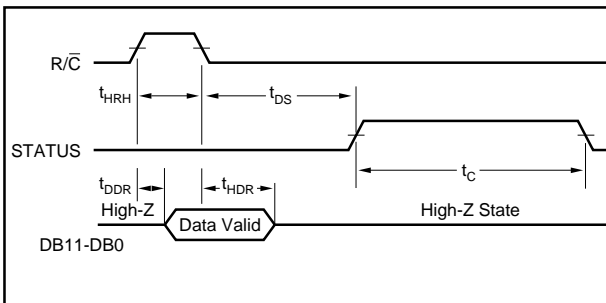 R/C̅
tHRH
tDS
STATUS
tC
tDDR
tHDR
High-Z
Data Valid
High-Z State
DB11-DB0